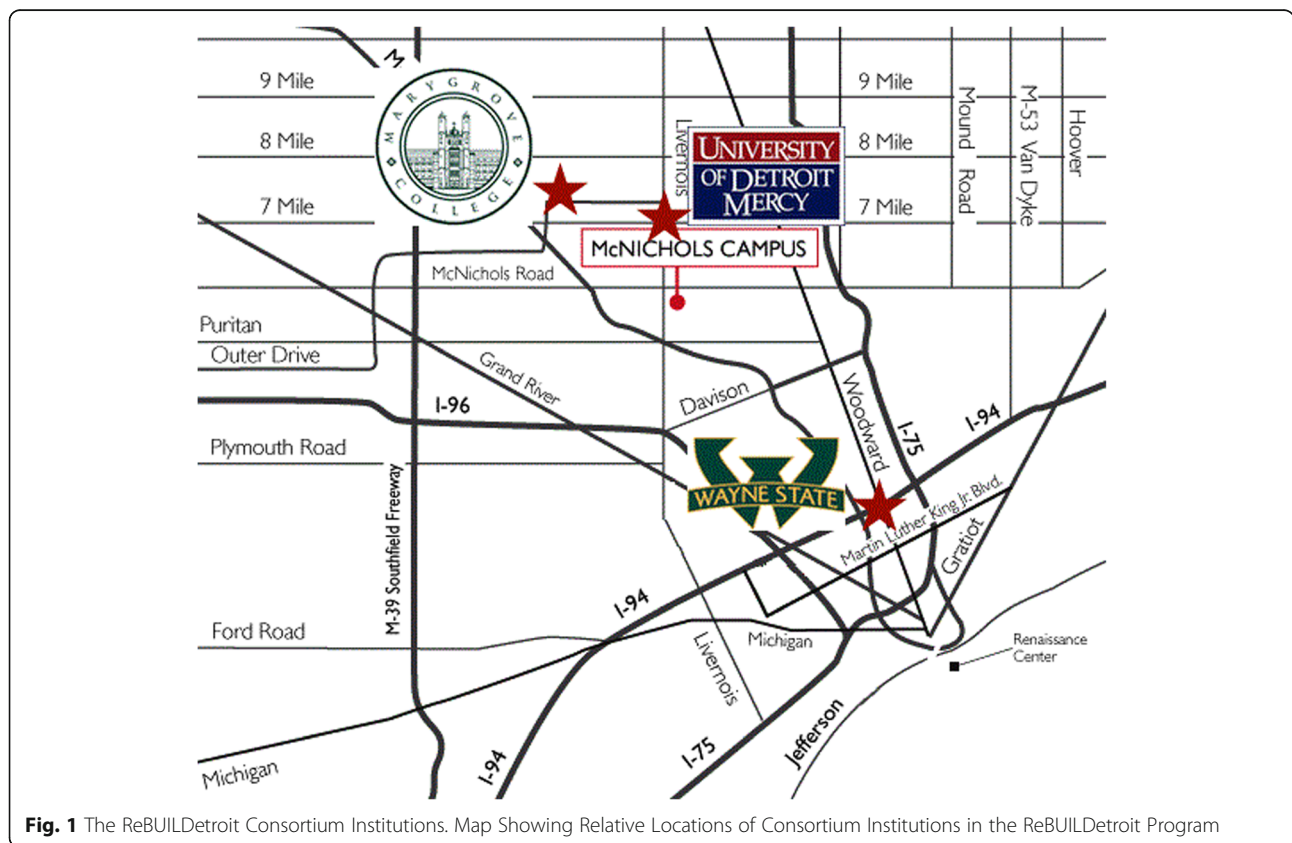 M
9 Mile
9 Mile
8 Mile
8 Mile
7 Mile
7 Mile
MARYGROVE COLLEGE
Livernois
UNIVERSITY
OF DETROIT
MERCY
Mound Road
M-53 Van Dyke
Hoover
McNICHOLS CAMPUS
McNichols Road
Puritan
Outer Drive
Grand River
I-96
Davison
Woodward
I-75
I-94
Plymouth Road
WAYNE STATE
M-39 Southfield Freeway
Martin Luther King Jr. Blvd.
Gratiot
I-94
Ford Road
Michigan
Livernois
Renaissance
Center
Jefferson
I-75
I-94
Michigan
Fig. 1 The ReBUILDetroit Consortium Institutions. Map Showing Relative Locations of Consortium Institutions in the ReBUILDetroit Program